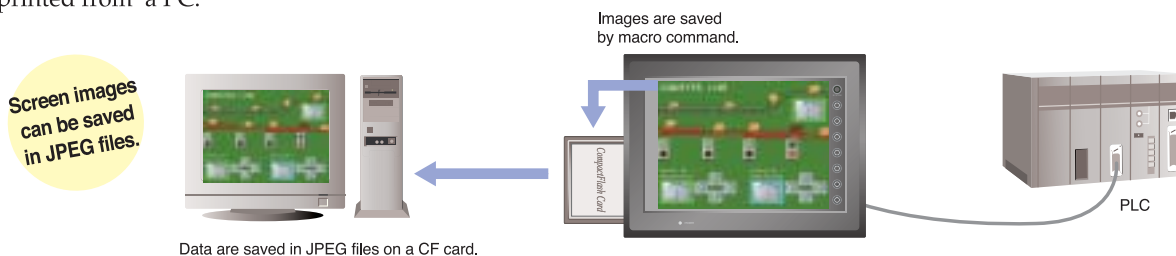 printed from a PC.
Images are saved
by macro command.
Screen images
can be saved
in JPEG files.
CompactFlash Card
PLC
Data are saved in JPEG files on a CF card.